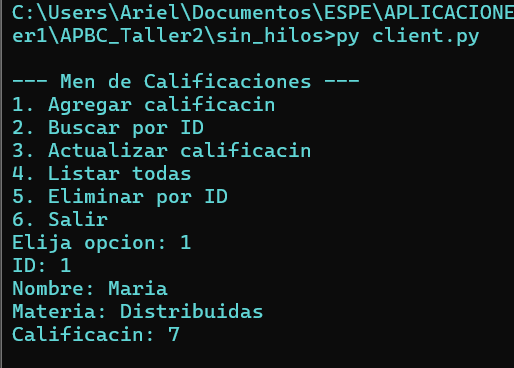 C:\Users\Ariel\Documentos\ESPE\APLICACIONE
er1\APBC_Taller2\sin_hilos>py client.py
--- Men de Calificaciones ---
1. Agregar calificacin
2. Buscar por ID
3. Actualizar calificacin
4. Listar todas
5. Eliminar por ID
6. Salir
Elija opcion: 1
ID: 1
Nombre: Maria
Materia: Distribuidas
Calificacin: 7